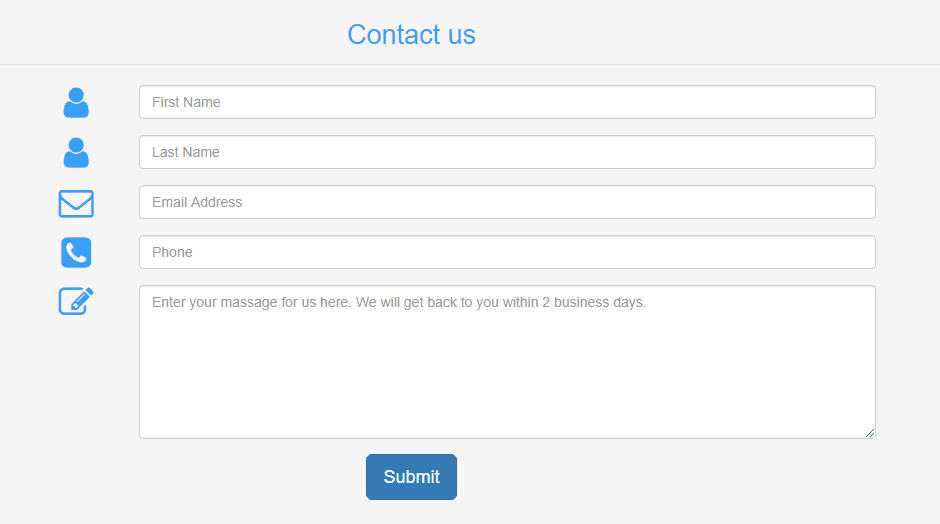 Contact us
First Name
Last Name
Email Address
Phone
Enter your massage for us here. We will get back to you within 2 business days.
Submit